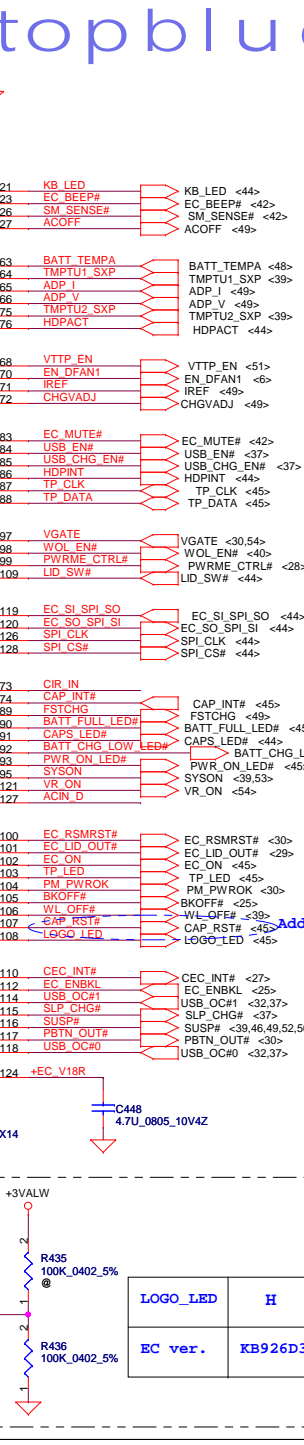 topblue
21 KB_LED KB_LED <44>
23 EC_BEEP# EC_BEEP# <42>
26 SM_SENSE# SM_SENSE# <42>
27 ACOFF ACOFF <49>
63 BATT_TEMPA BATT_TEMPA <48>
64 TMPTU1_SXP TMPTU1_SXP <39>
65 ADP_I ADP_I <49>
66 ADP_V ADP_V <49>
75 TMPTU2_SXP TMPTU2_SXP <39>
76 HDPACT HDPACT <44>
68 VTTP_EN VTTP_EN <51>
70 EN_DFAN1 EN_DFAN1 <6>
71 IREF IREF <49>
72 CHGVADJ CHGVADJ <49>
83 EC_MUTE# EC_MUTE# <42>
84 USB_EN# USB_EN# <37>
85 USB_CHG_EN# USB_CHG_EN# <37>
86 HDPINT HDPINT <44>
87 TP_CLK TP_CLK <45>
88 TP_DATA TP_DATA <45>
97 VGATE VGATE <30,54>
98 WOL_EN# WOL_EN# <40>
99 PWRME_CTRL# PWRME_CTRL# <28>
109 LID_SW# LID_SW# <44>
119 EC_SI_SPI_SO EC_SI_SPI_SO <44>
120 EC_SO_SPI_SI EC_SO_SPI_SI <44>
126 SPI_CLK SPI_CLK <44>
128 SPI_CS# SPI_CS# <44>
73 CIR_IN
74 CAP_INT# CAP_INT# <45>
89 FSTCHG FSTCHG <49>
90 BATT_FULL_LED# BATT_FULL_LED# <45
91 CAPS_LED# CAPS_LED# <44>
92 BATT_CHG_LOW_LED# BATT_CHG_L
93 PWR_ON_LED# PWR_ON_LED# <45
95 SYSON SYSON <39,53>
121 VR_ON VR_ON <54>
127 ACIN_D
100 EC_RSMRST# EC_RSMRST# <30>
101 EC_LID_OUT# EC_LID_OUT# <29>
102 EC_ON EC_ON <45>
103 TP_LED TP_LED <45>
104 PM_PWROK PM_PWROK <30>
105 BKOFF# BKOFF# <25>
106 WL_OFF# WL_OFF# <39>
107 CAP_RST# CAP_RST# <45> Add
108 LOGO_LED LOGO_LED <45>
110 CEC_INT# CEC_INT# <27>
112 EC_ENBKL EC_ENBKL <25>
114 USB_OC#1 USB_OC#1 <32,37>
115 SLP_CHG# SLP_CHG# <37>
116 SUSP# SUSP# <39,46,49,52,5
117 PBTN_OUT# PBTN_OUT# <30>
118 USB_OC#0 USB_OC#0 <32,37>
124 +EC_V18R
C448
4.7U_0805_10V4Z
X14
+3VALW
2
R435
100K_0402_5%
@
1
2
R436
100K_0402_5%
1
LOGO_LED H
EC ver. KB926D3